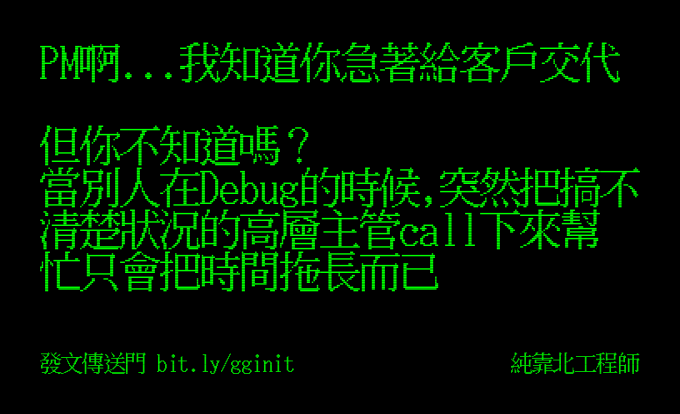 PM啊...我知道你急著給客戶交代
但你不知道嗎？
當別人在Debug的時候,突然把搞不
清楚狀況的高層主管call下來幫
忙只會把時間拖長而已
發文傳送門 bit.ly/gginit
純靠北工程師